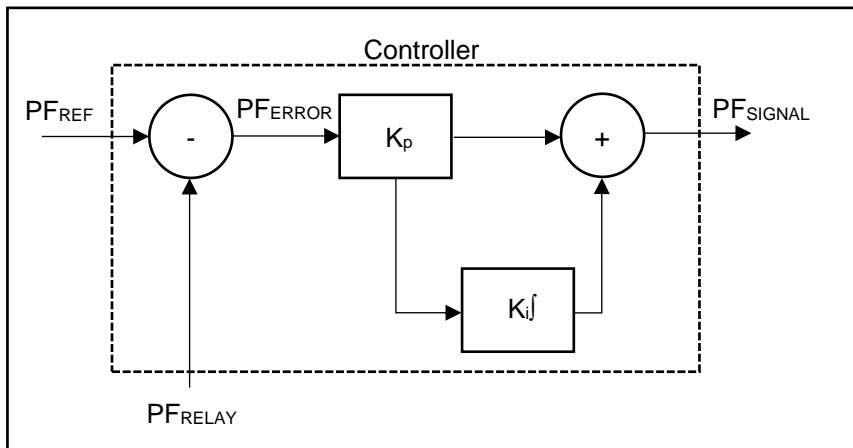 Controller
PFREF
-
PFERROR
Kp
+
PFSIGNAL
Ki∫
PFRELAY